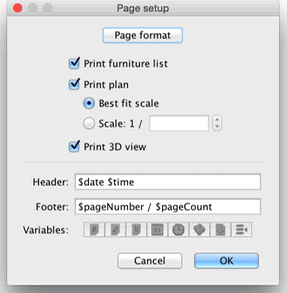 Page setup
Page format
Print furniture list
Print plan
Best fit scale
Scale: 1 /
Print 3D view
Header: $date $time
Footer: $pageNumber / $pageCount
Variables:
Cancel OK